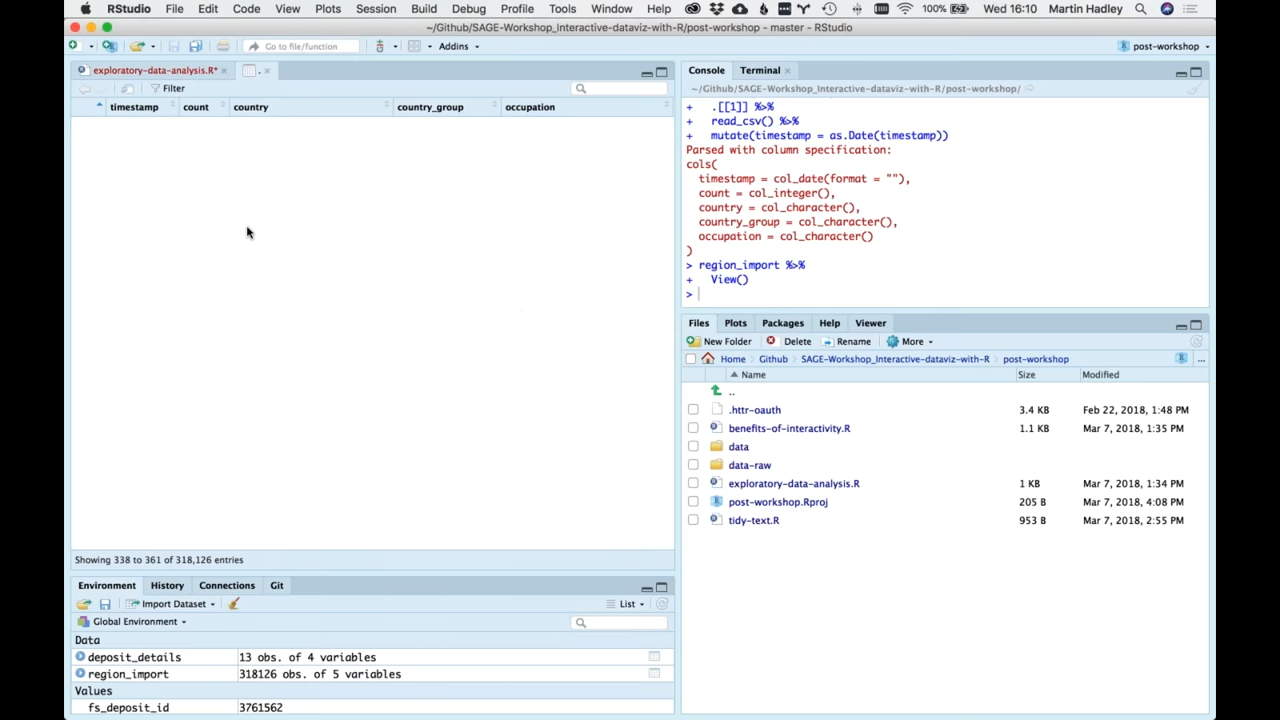 RStudio File Edit Code View Plots Session Build Debug Profile Tools Window Help 100% Wed 16:10 Martin Hadley
~/Github/SAGE-Workshop_Interactive-dataviz-with-R/post-workshop - master - RStudio
Go to file/function Addins post-workshop
exploratory-data-analysis.R* .
Filter
timestamp count country country_group occupation
Showing 338 to 361 of 318,126 entries
Environment History Connections Git
Import Dataset List
Global Environment
Data
deposit_details 13 obs. of 4 variables
region_import 318126 obs. of 5 variables
Values
fs_deposit_id 3761562
Console Terminal
~/Github/SAGE-Workshop_Interactive-dataviz-with-R/post-workshop/
+ .[[1]] %>%
+ read_csv() %>%
+ mutate(timestamp = as.Date(timestamp))
Parsed with column specification:
cols(
timestamp = col_date(format = ""),
count = col_integer(),
country = col_character(),
country_group = col_character(),
occupation = col_character()
)
> region_import %>%
+ View()
>
Files Plots Packages Help Viewer
New Folder Delete Rename More
Home Github SAGE-Workshop_Interactive-dataviz-with-R post-workshop ...
Name Size Modified
..
.httr-oauth 3.4 KB Feb 22, 2018, 1:48 PM
benefits-of-interactivity.R 1.1 KB Mar 7, 2018, 1:35 PM
data
data-raw
exploratory-data-analysis.R 1 KB Mar 7, 2018, 1:34 PM
post-workshop.Rproj 205 B Mar 7, 2018, 4:08 PM
tidy-text.R 953 B Mar 7, 2018, 2:55 PM